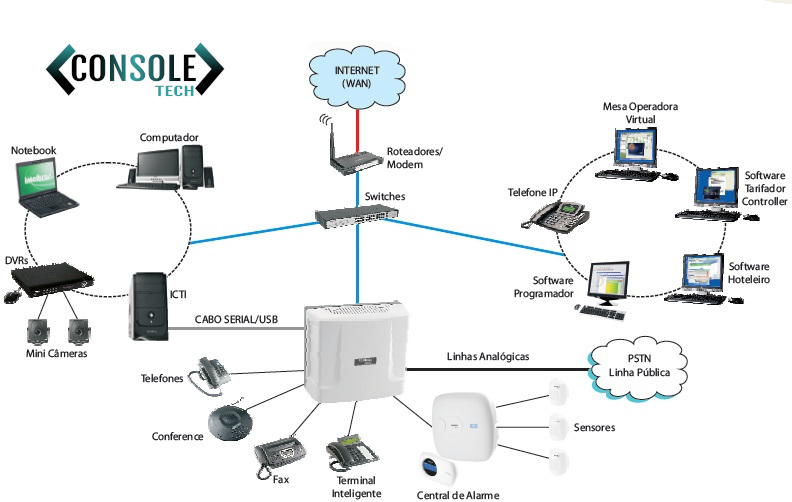 CONSOLE
TECH
INTERNET
(WAN)
Mesa Operadora
Virtual
Notebook
Computador
Roteadores/
Modem
Switches
Telefone IP
Software
Tarifador
Controller
DVRs
ICTI
Software
Programador
Software
Hoteleiro
CABO SERIAL/USB
Mini Câmeras
Linhas Analógicas
PSTN
Linha Pública
Telefones
Conference
Fax
Terminal
Inteligente
Central de Alarme
Sensores